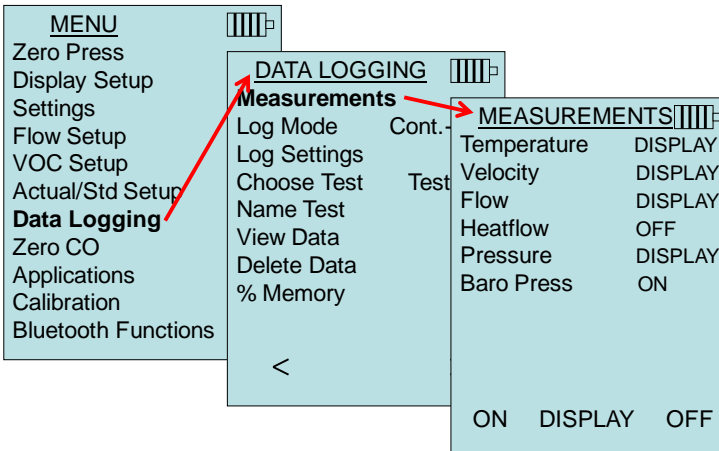 MENU
Zero Press
Display Setup
Settings
Flow Setup
VOC Setup
Actual/Std Setup
Data Logging
Zero CO
Applications
Calibration
Bluetooth Functions
DATA LOGGING
Measurements
Log Mode Cont.-
Log Settings
Choose Test Test
Name Test
View Data
Delete Data
% Memory
<
MEASUREMENTS
Temperature DISPLAY
Velocity DISPLAY
Flow DISPLAY
Heatflow OFF
Pressure DISPLAY
Baro Press ON
ON DISPLAY OFF